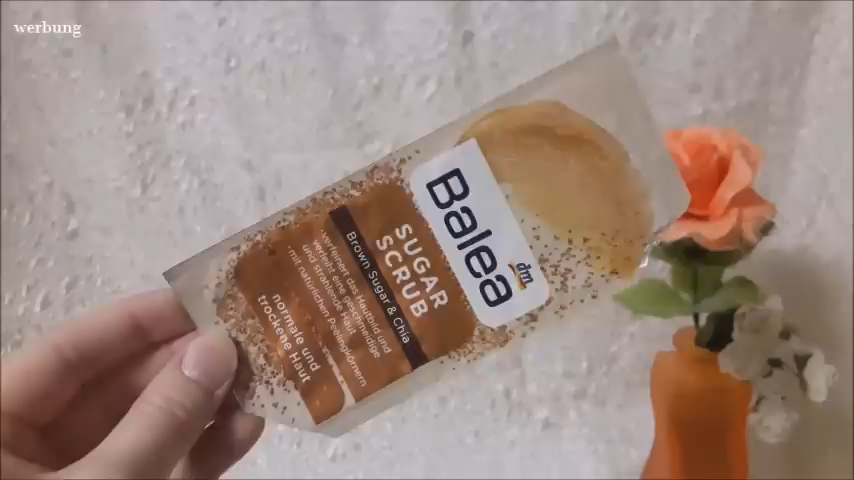 werbung
Balea
dm
SUGAR
SCRUB
Brown Sugar & Chia
verfeinert das Hautbild und
verleiht eine geschmeidige
und strahlende Haut
mit natürlichen Peelingkörnern
normale und
trockene Haut